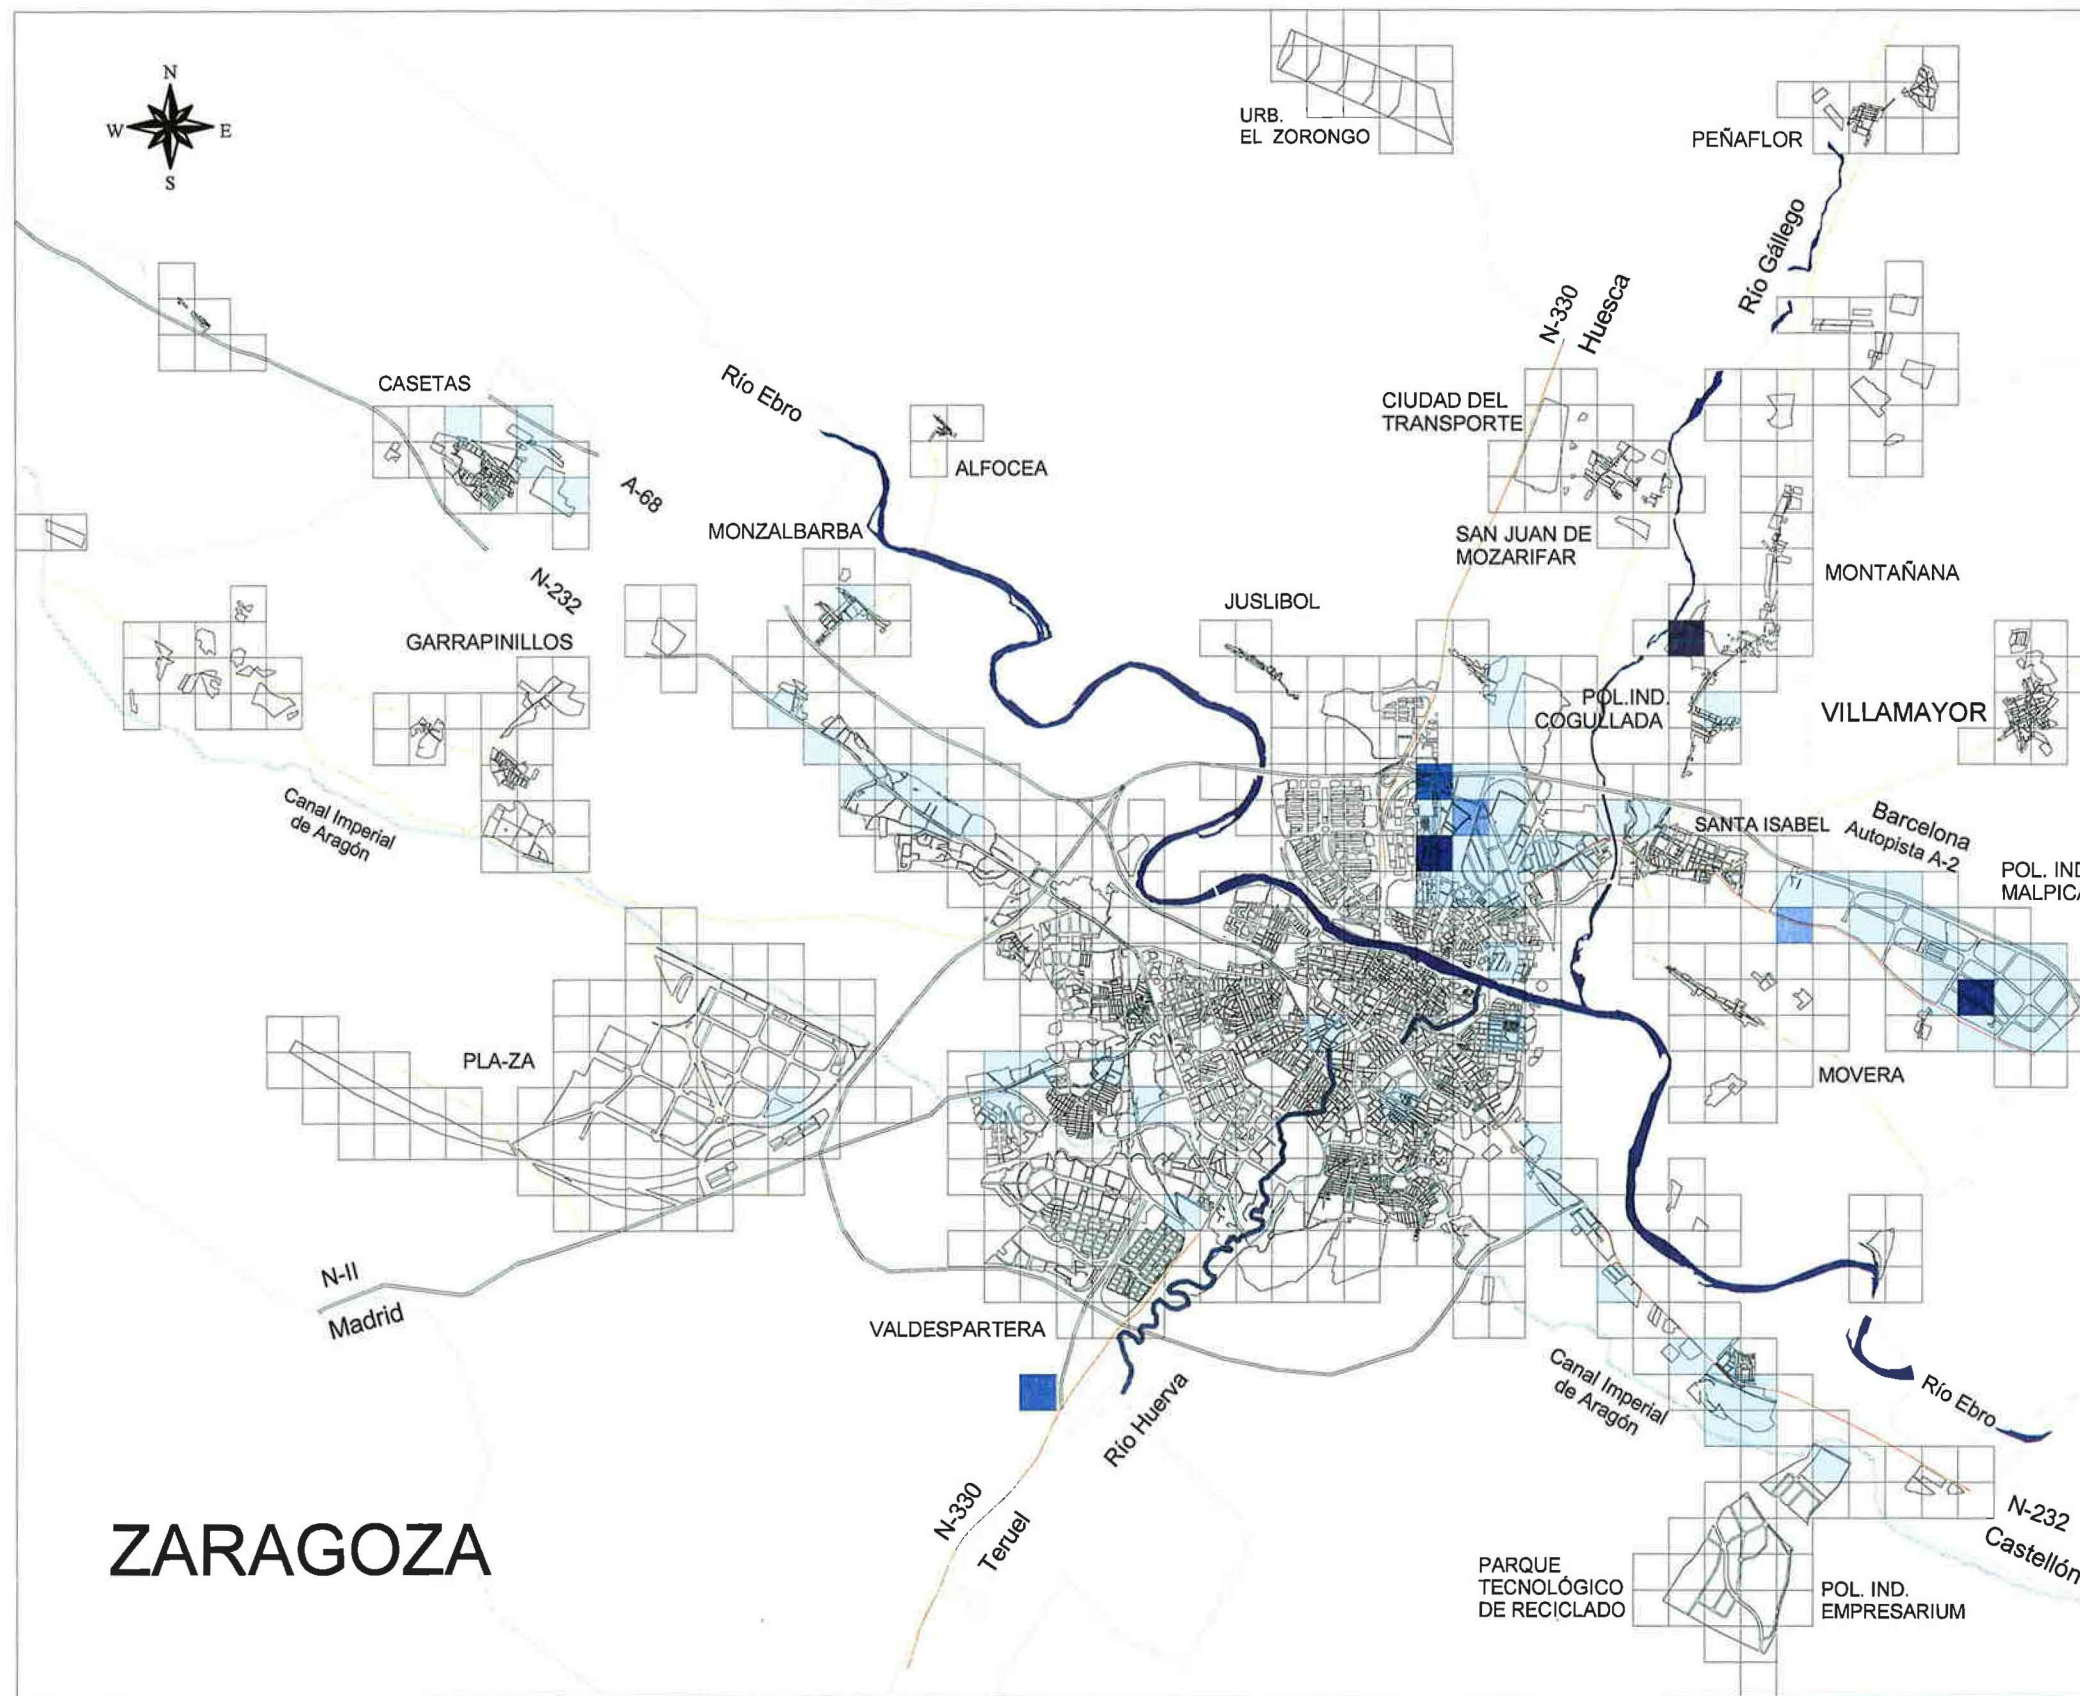 N
W
E
S
URB.
EL ZORONGO
PEÑAFLOR
Río Gállego
N-330
Huesca
CASETAS
Río Ebro
CIUDAD DEL
TRANSPORTE
ALFOCEA
A-68
MONZALBARBA
SAN JUAN DE
MOZARIFAR
MONTAÑANA
N-232
JUSLIBOL
GARRAPINILLOS
POL.IND.
COGULLADA
VILLAMAYOR
Canal Imperial
de Aragón
SANTA ISABEL
Barcelona
Autopista A-2
POL. IND
MALPICA
PLA-ZA
MOVERA
N-II
Madrid
VALDESPARTERA
Canal Imperial
de Aragón
Río Ebro
Río Huerva
N-330
Teruel
N-232
Castellón
ZARAGOZA
PARQUE
TECNOLÓGICO
DE RECICLADO
POL. IND.
EMPRESARIUM